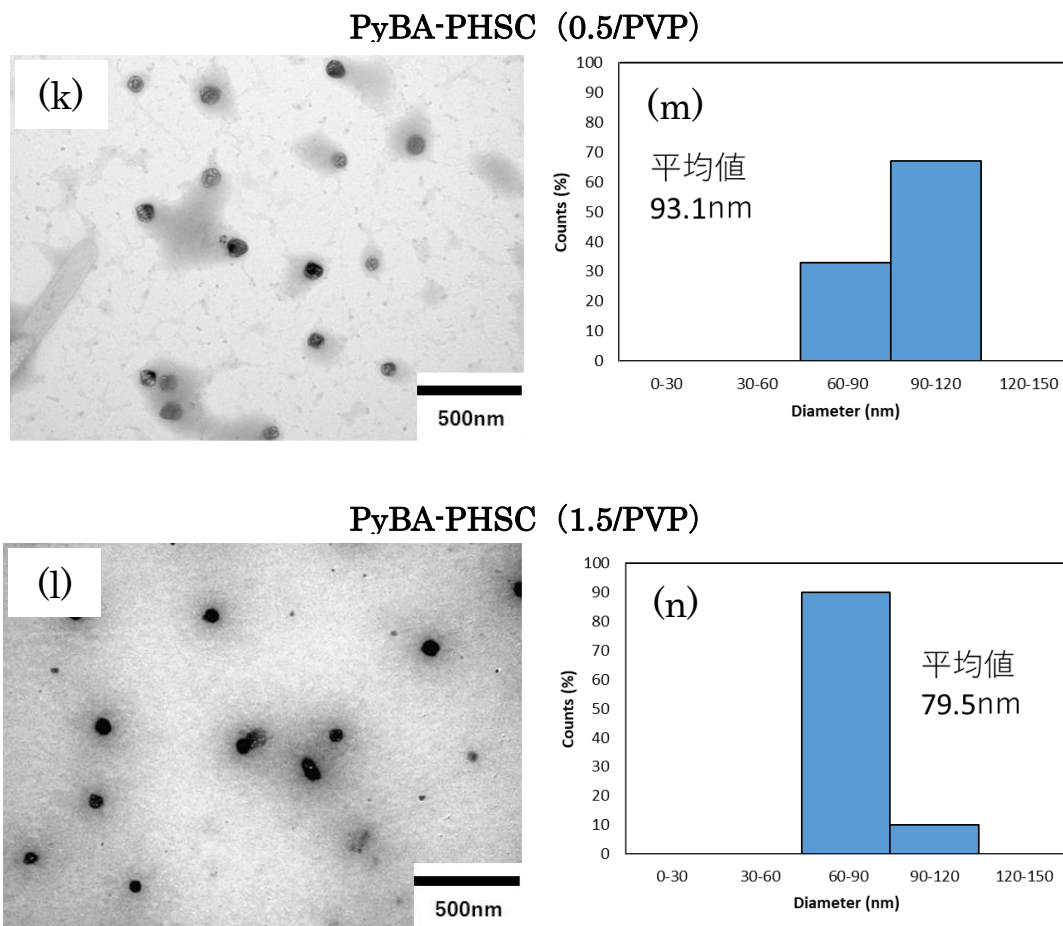 PyBA-PHSC（0.5/PVP）
(k)
500nm
(m)
平均値
93.1nm
100
90
80
70
60
50
40
30
20
10
0
Counts (%)
0-30 30-60 60-90 90-120 120-150
Diameter (nm)
PyBA-PHSC（1.5/PVP）
(l)
500nm
(n)
平均値
79.5nm
100
90
80
70
60
50
40
30
20
10
0
Counts (%)
0-30 30-60 60-90 90-120 120-150
Diameter (nm)